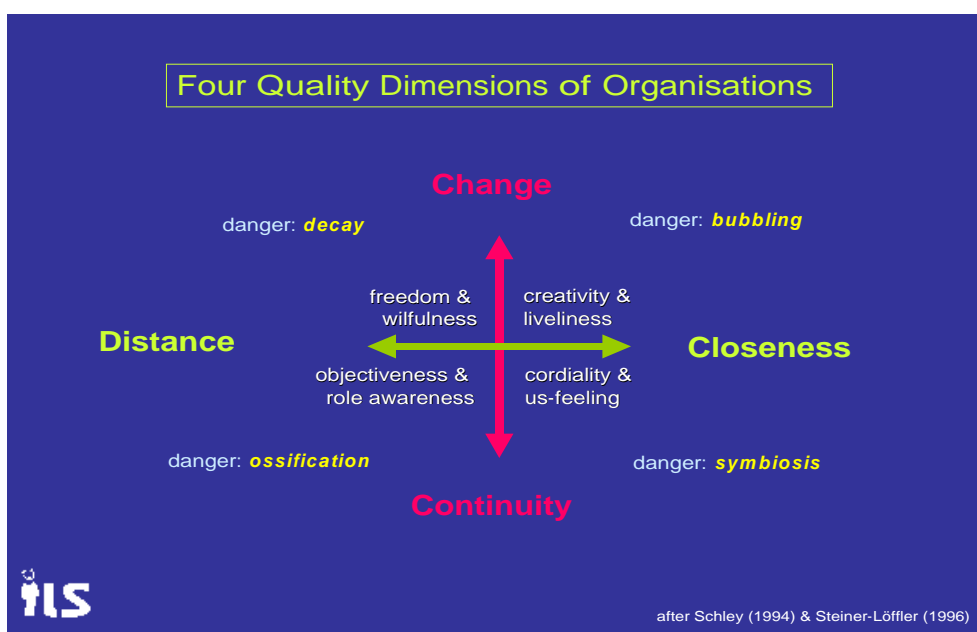 Four Quality Dimensions of Organisations
Change
danger: decay
danger: bubbling
freedom &
wilfulness
creativity &
liveliness
Distance
Closeness
objectiveness &
role awareness
cordiality &
us-feeling
danger: ossification
danger: symbiosis
Continuity
iLS
after Schley (1994) & Steiner-Löffler (1996)